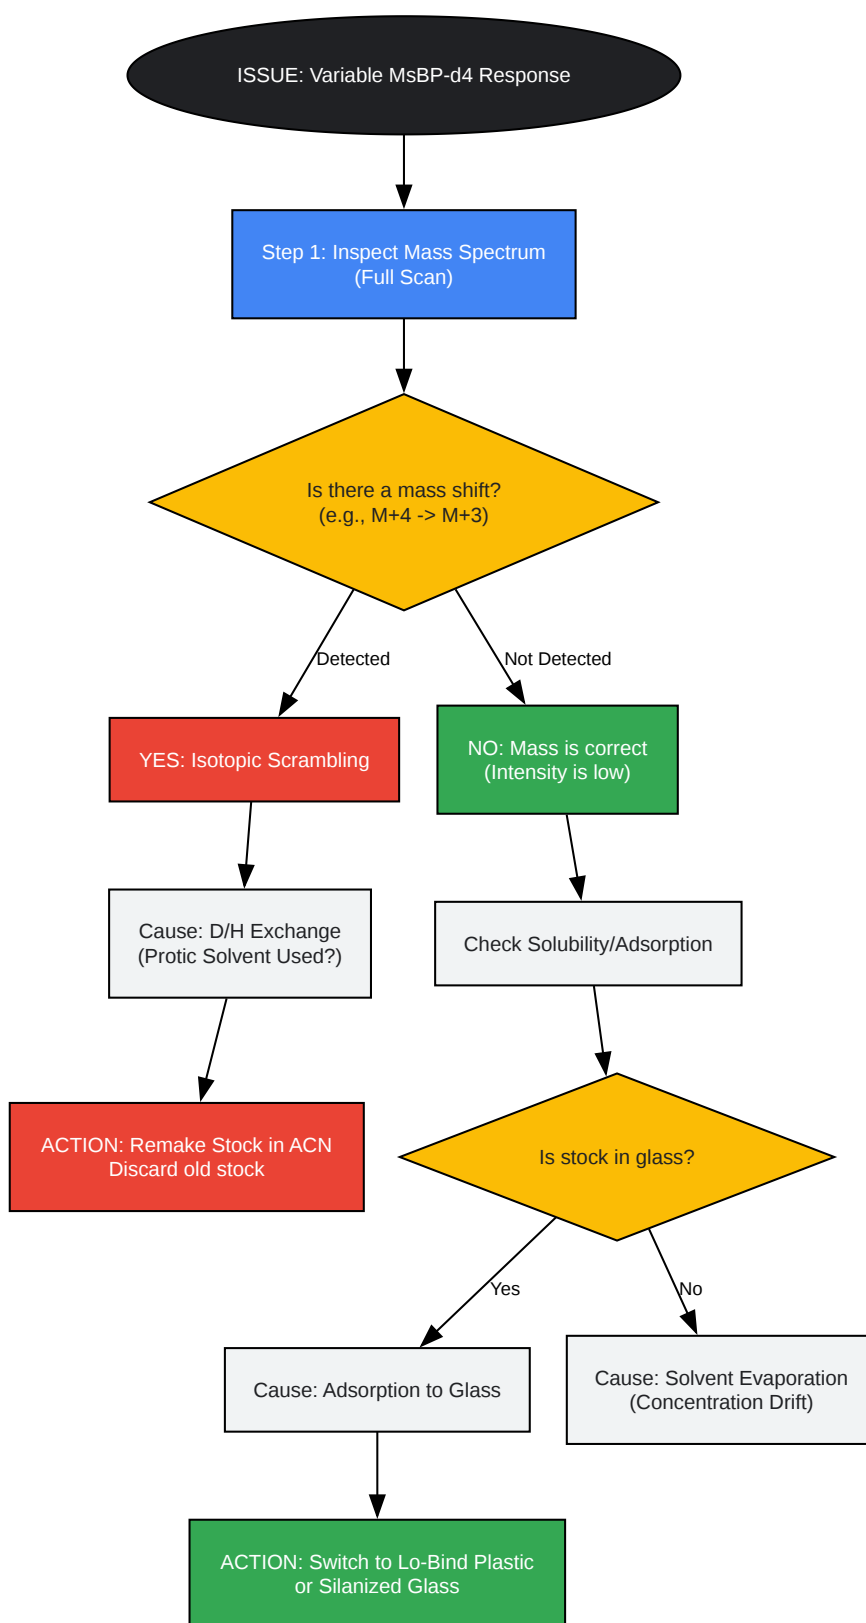 ISSUE: Variable MsBP-d4 Response
Step 1: Inspect Mass Spectrum
(Full Scan)
Is there a mass shift?
(e.g., M+4 -> M+3)
Detected
Not Detected
YES: Isotopic Scrambling
NO: Mass is correct
(Intensity is low)
Cause: D/H Exchange
(Protic Solvent Used?)
Check Solubility/Adsorption
ACTION: Remake Stock in ACN
Discard old stock
Is stock in glass?
Yes
No
Cause: Adsorption to Glass
Cause: Solvent Evaporation
(Concentration Drift)
ACTION: Switch to Lo-Bind Plastic
or Silanized Glass